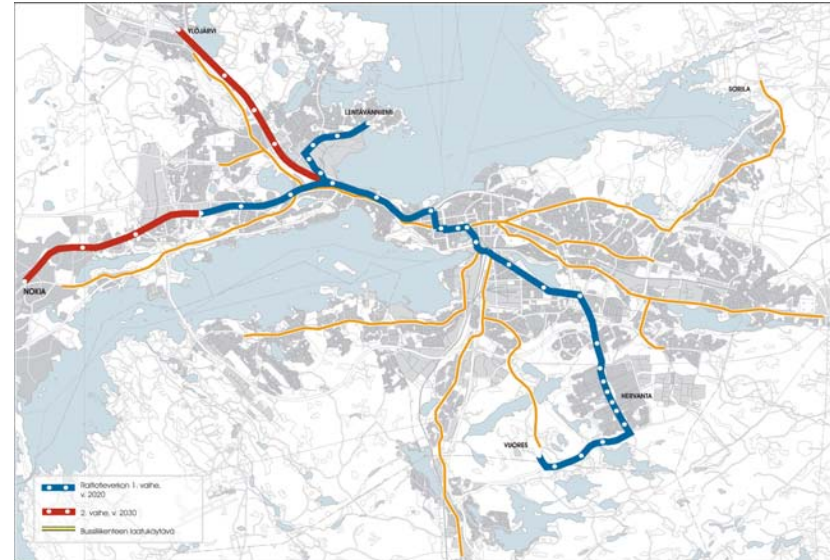 YLÖJÄRVI
LENTÄVÄNNIEMI
SORILA
NOKIA
HERVANTA
VUORES
Raitiotieverkon 1. vaihe,
v. 2020
2. vaihe, v. 2030
Bussiliikenteen laatukäytävä